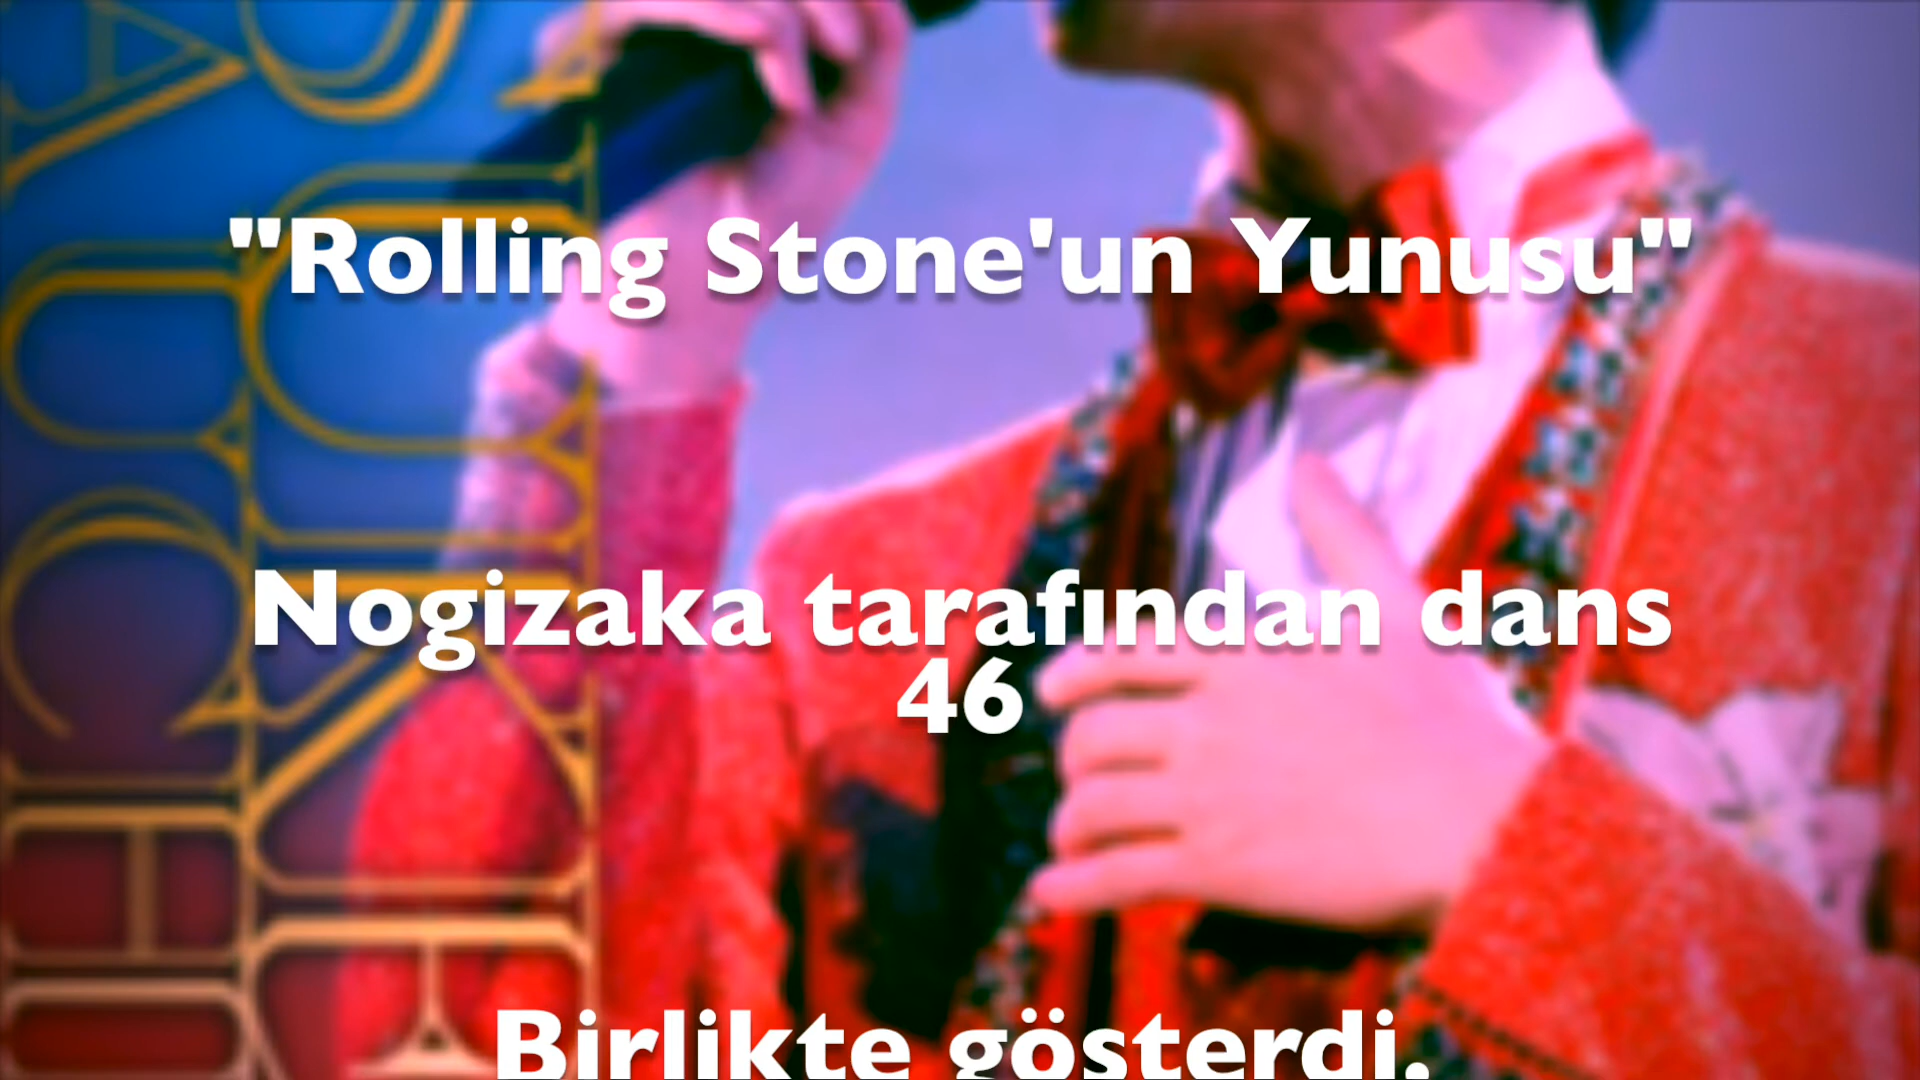 "Rolling Stone'un Yunusu"
Nogizaka tarafından dans
46
Birlikte gösterdi.